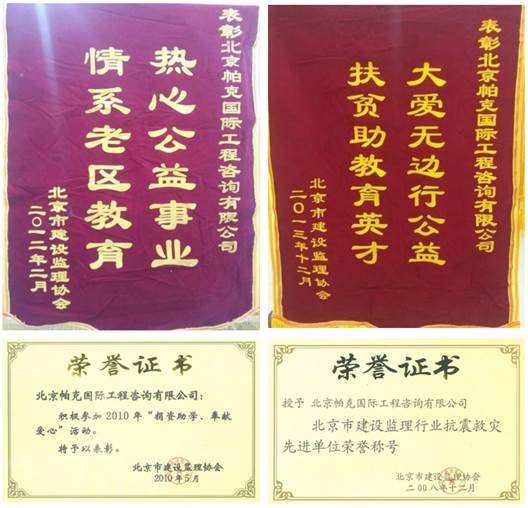 表彰北京帕克国际工程咨询有限公司
热心公益事业
情系老区教育
北京市建设监理协会
二〇一二年二月
表彰北京帕克国际工程咨询有限公司
大爱无边行公益
扶贫助教育英才
北京市建设监理协会
二〇一三年十二月
荣誉证书
北京帕克国际工程咨询有限公司：
积极参加2010年“捐资助学、奉献
爱心”活动。
特予以表彰。
北京市建设监理协会
2010年5月
荣誉证书
授予 北京帕克国际工程咨询有限公司
北京市建设监理行业抗震救灾
先进单位荣誉称号
北京市建设监理协会
二00八年十二月